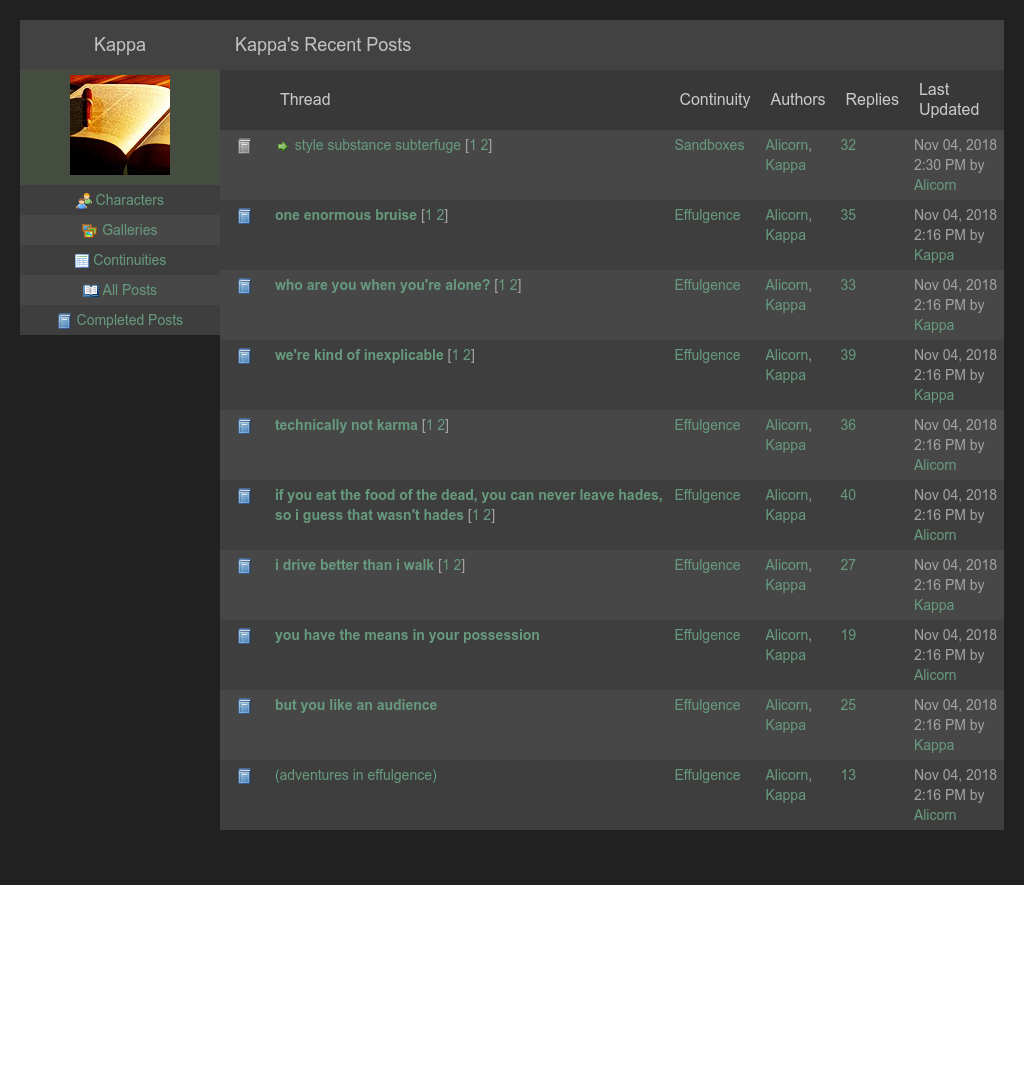 Kappa
Characters
Galleries
Continuities
All Posts
Completed Posts
Kappa's Recent Posts
Thread Continuity Authors Replies Last
Updated
style substance subterfuge [1 2] Sandboxes Alicorn, 32 Nov 04, 2018
Kappa 2:30 PM by
Alicorn
one enormous bruise [1 2] Effulgence Alicorn, 35 Nov 04, 2018
Kappa 2:16 PM by
Kappa
who are you when you're alone? [1 2] Effulgence Alicorn, 33 Nov 04, 2018
Kappa 2:16 PM by
Kappa
we're kind of inexplicable [1 2] Effulgence Alicorn, 39 Nov 04, 2018
Kappa 2:16 PM by
Kappa
technically not karma [1 2] Effulgence Alicorn, 36 Nov 04, 2018
Kappa 2:16 PM by
Alicorn
if you eat the food of the dead, you can never leave hades, Effulgence Alicorn, 40 Nov 04, 2018
so i guess that wasn't hades [1 2] Kappa 2:16 PM by
Alicorn
i drive better than i walk [1 2] Effulgence Alicorn, 27 Nov 04, 2018
Kappa 2:16 PM by
Kappa
you have the means in your possession Effulgence Alicorn, 19 Nov 04, 2018
Kappa 2:16 PM by
Alicorn
but you like an audience Effulgence Alicorn, 25 Nov 04, 2018
Kappa 2:16 PM by
Kappa
(adventures in effulgence) Effulgence Alicorn, 13 Nov 04, 2018
Kappa 2:16 PM by
Alicorn